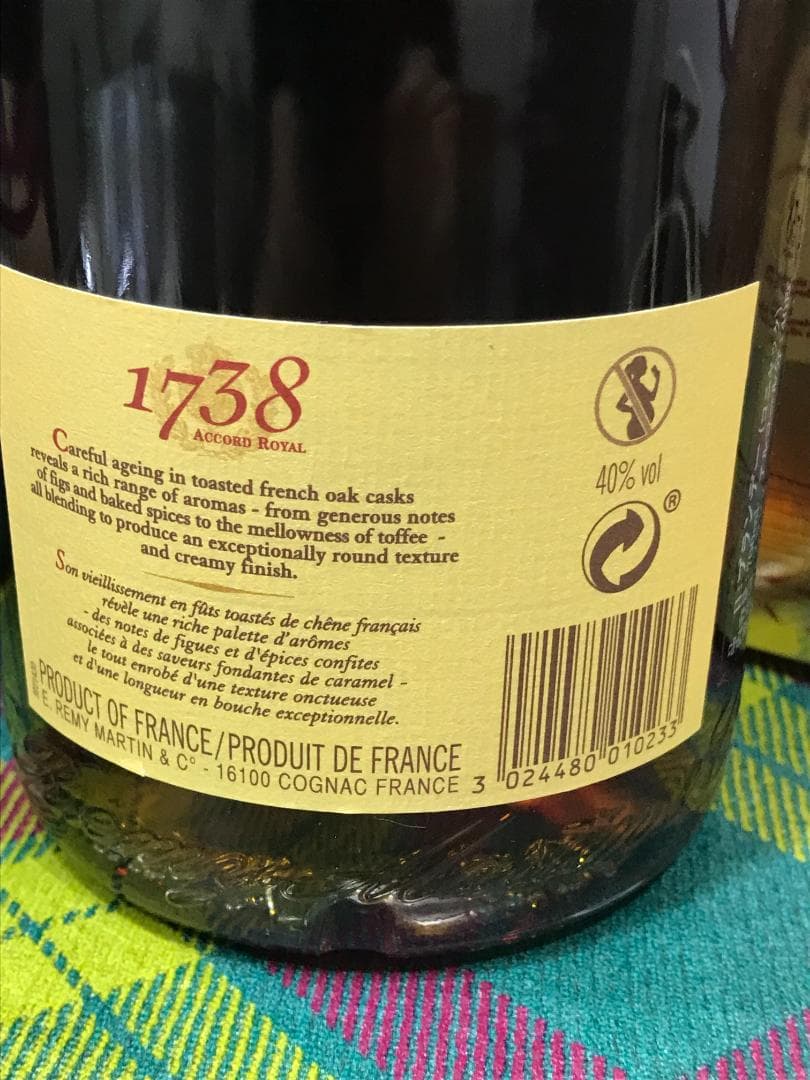 1738
ACCORD ROYAL
Careful ageing in toasted french oak casks
reveals a rich range of aromas - from generous notes
of figs and baked spices to the mellowness of toffee -
all blending to produce an exceptionally round texture
and creamy finish.
Son vieillissement en fûts toastés de chêne français
révèle une riche palette d'arômes
- des notes de figues et d'épices confites
associées à des saveurs fondantes de caramel -
le tout enrobé d'une texture onctueuse
et d'une longueur en bouche exceptionnelle.
PRODUCT OF FRANCE/PRODUIT DE FRANCE
E. REMY MARTIN & C° - 16100 COGNAC FRANCE
40% vol
®
3 024480 010233